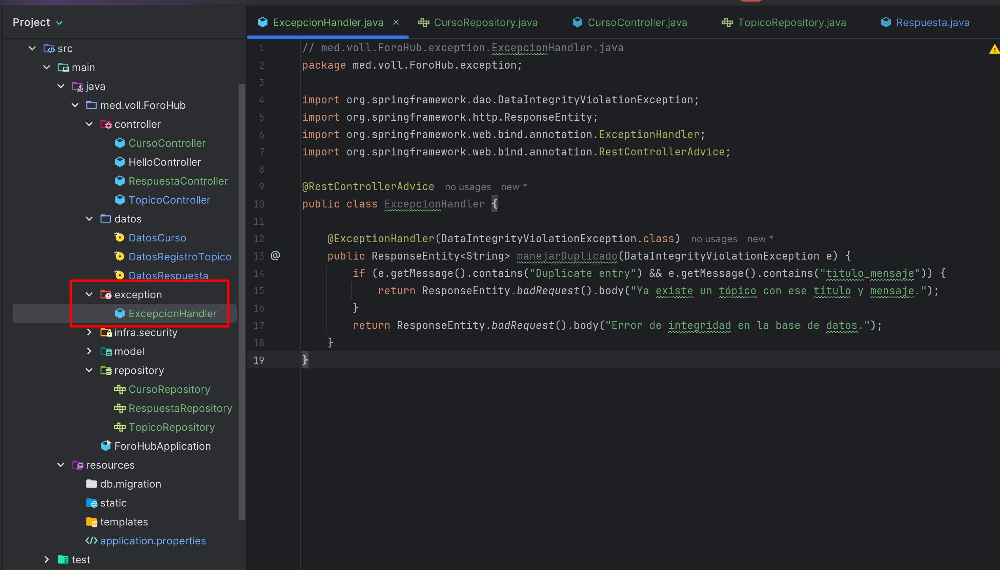 Project
src
main
java
med.voll.ForoHub
controller
CursoController
HelloController
RespuestaController
TopicoController
datos
DatosCurso
DatosRegistroTopico
DatosRespuesta
exception
ExcepcionHandler
infra.security
model
repository
CursoRepository
RespuestaRepository
TopicoRepository
ForoHubApplication
resources
db.migration
static
templates
application.properties
test
ExcepcionHandler.java CursoRepository.java CursoController.java TopicoRepository.java Respuesta.java
1 // med.voll.ForoHub.exception.ExcepcionHandler.java
2 package med.voll.ForoHub.exception;
3
4 import org.springframework.dao.DataIntegrityViolationException;
5 import org.springframework.http.ResponseEntity;
6 import org.springframework.web.bind.annotation.ExceptionHandler;
7 import org.springframework.web.bind.annotation.RestControllerAdvice;
8
9 @RestControllerAdvice no usages new *
10 public class ExcepcionHandler {
11
12 @ExceptionHandler(DataIntegrityViolationException.class) no usages new *
13 @ public ResponseEntity<String> manejarDuplicado(DataIntegrityViolationException e) {
14 if (e.getMessage().contains("Duplicate entry") && e.getMessage().contains("titulo_mensaje")) {
15 return ResponseEntity.badRequest().body("Ya existe un tópico con ese título y mensaje.");
16 }
17 return ResponseEntity.badRequest().body("Error de integridad en la base de datos.");
18 }
19 }